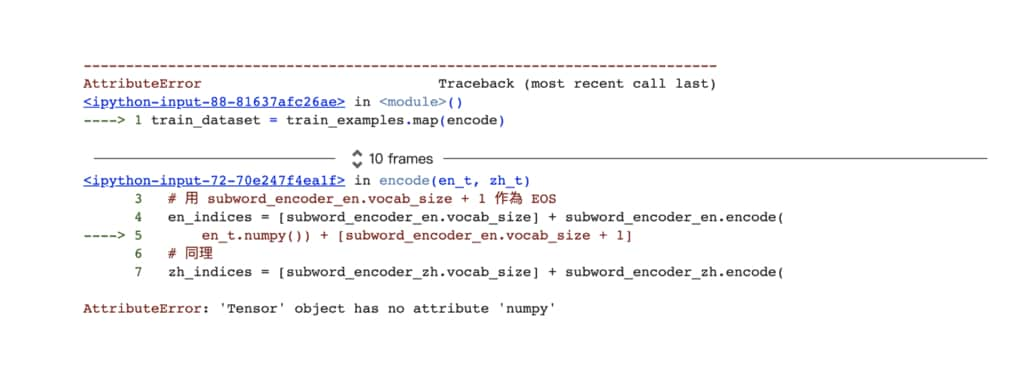 ---------------------------------------------------------------------------
AttributeError                            Traceback (most recent call last)
<ipython-input-88-81637afc26ae> in <module>()
----> 1 train_dataset = train_examples.map(encode)
10 frames
<ipython-input-72-70e247f4ea1f> in encode(en_t, zh_t)
      3   # 用 subword_encoder_en.vocab_size + 1 作為 EOS
      4   en_indices = [subword_encoder_en.vocab_size] + subword_encoder_en.encode(
----> 5       en_t.numpy()) + [subword_encoder_en.vocab_size + 1]
      6   # 同理
      7   zh_indices = [subword_encoder_zh.vocab_size] + subword_encoder_zh.encode(
AttributeError: 'Tensor' object has no attribute 'numpy'